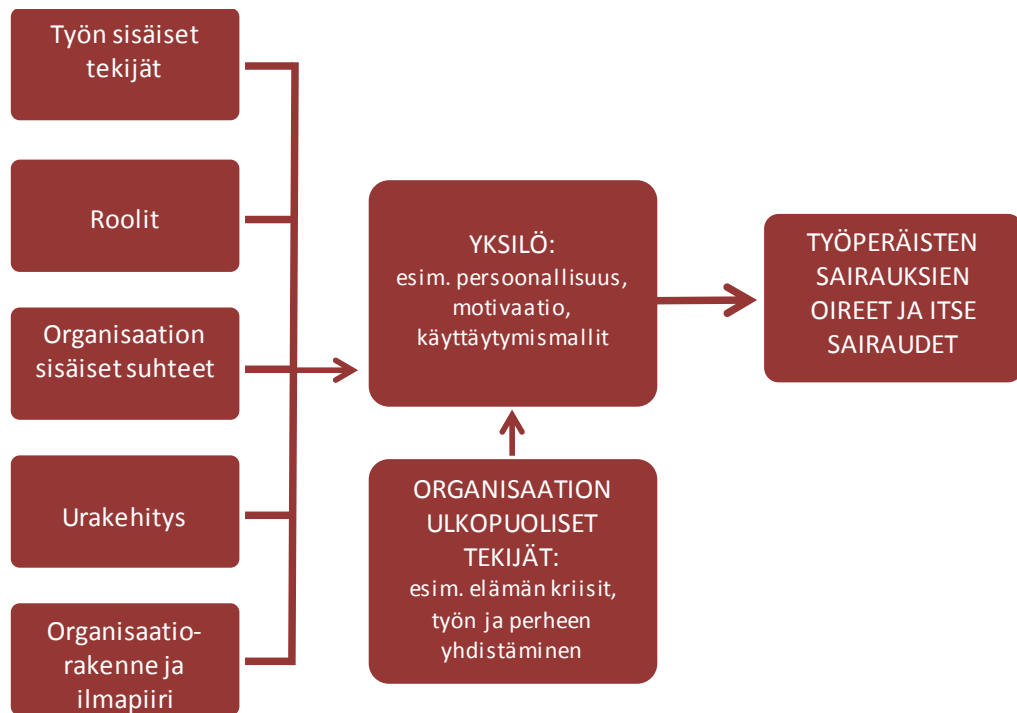 Työn sisäiset
tekijät
Roolit
Organisaation
sisäiset suhteet
Urakehitys
Organisaatio-
rakenne ja
ilmapiiri
YKSILÖ:
esim. persoonallisuus,
motivaatio,
käyttäytymismallit
ORGANISAATION
ULKOPUOLISET
TEKIJÄT:
esim. elämän kriisit,
työn ja perheen
yhdistäminen
TYÖPERÄISTEN
SAIRAUKSIEN
OIREET JA ITSE
SAIRAUDET